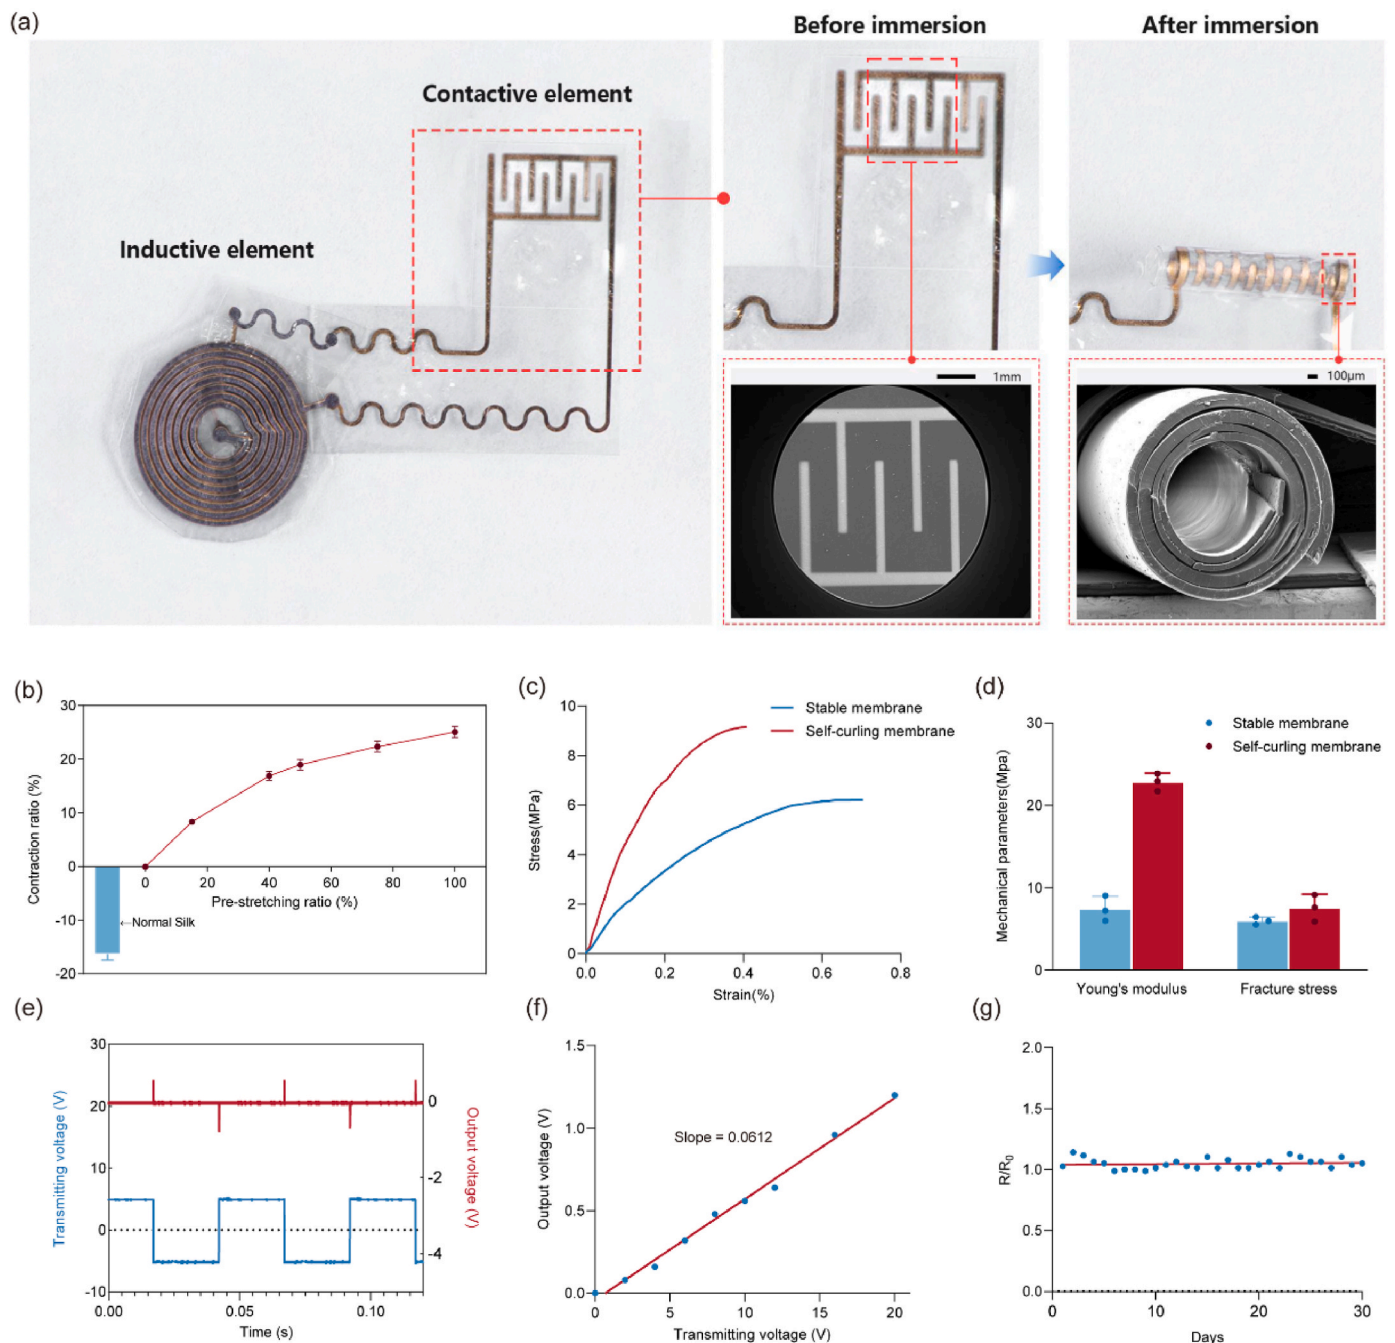 (a)
Before immersion
After immersion
Contactive element
Inductive element
1mm
100μm
(b)
30
20
10
0
-10
-20
Contraction ratio (%)
0 20 40 60 80 100
Pre-stretching ratio (%)
←Normal Silk
(c)
10
8
6
4
2
0
Stress(MPa)
Stable membrane
Self-curling membrane
0.0 0.2 0.4 0.6 0.8
Strain(%)
(d)
30
20
10
0
Mechanical parameters(Mpa)
Stable membrane
Self-curling membrane
Young's modulus
Fracture stress
(e)
30
20
10
0
-10
Transmitting voltage (V)
0
-2
-4
Output voltage (V)
0.00 0.05 0.10
Time (s)
(f)
1.5
1.0
0.5
0.0
Output voltage (V)
Slope = 0.0612
0 5 10 15 20
Transmitting voltage (V)
(g)
2.0
1.5
1.0
0.5
0.0
R/R₀
0 10 20 30
Days